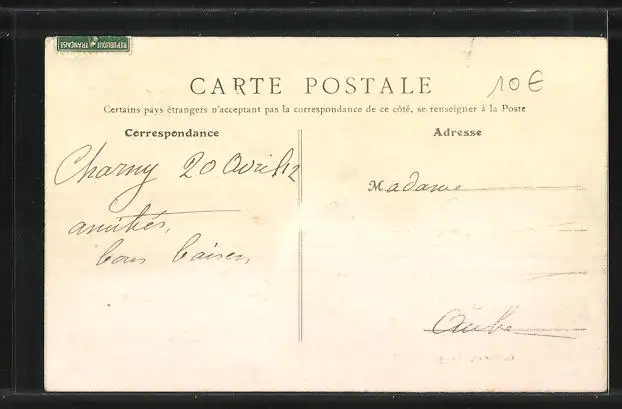 REPUBLIQUE FRANÇAISE
CARTE POSTALE
10€
Certains pays étrangers n'acceptent pas la correspondance de ce côté, se renseigner à la Poste
Correspondance
Adresse
Charny 20 Avril 12
amitiés,
bons baisers
Madame
Aube